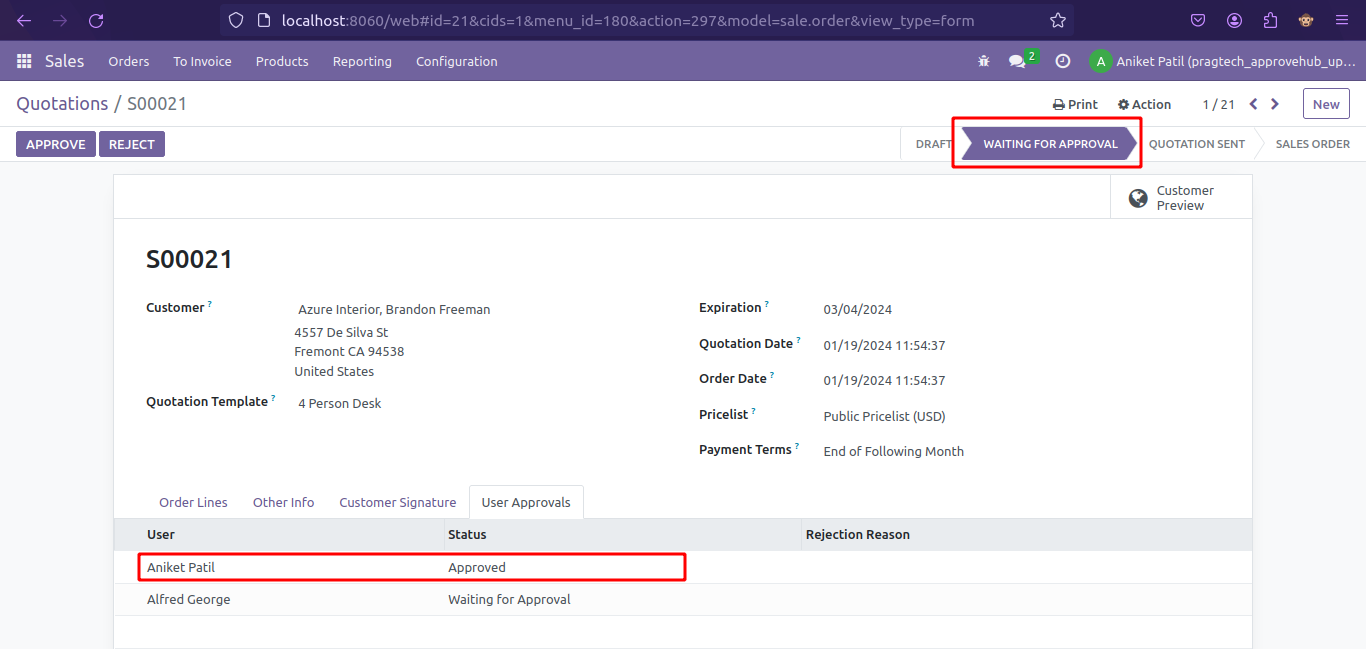 localhost:8060/web#id=21&cids=1&menu_id=180&action=297&model=sale.order&view_type=form
Sales Orders To Invoice Products Reporting Configuration 2 A Aniket Patil (pragtech_approvehub_up...
Quotations / S00021 Print Action 1 / 21 New
APPROVE REJECT DRAFT WAITING FOR APPROVAL QUOTATION SENT SALES ORDER
Customer
Preview
S00021
Customer ? Azure Interior, Brandon Freeman
4557 De Silva St
Fremont CA 94538
United States
Quotation Template ? 4 Person Desk
Expiration ? 03/04/2024
Quotation Date ? 01/19/2024 11:54:37
Order Date ? 01/19/2024 11:54:37
Pricelist ? Public Pricelist (USD)
Payment Terms ? End of Following Month
Order Lines Other Info Customer Signature User Approvals
User Status Rejection Reason
Aniket Patil Approved
Alfred George Waiting for Approval